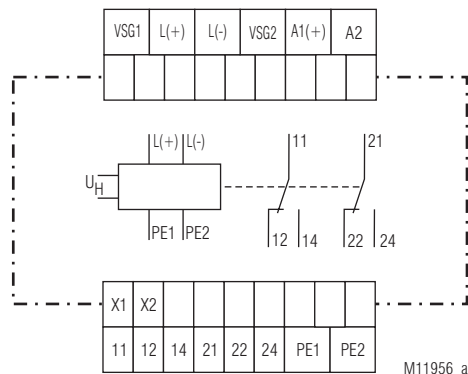 VSG1 L(+) L(-) VSG2 A1(+) A2
L(+) L(-) 11 21
UH
PE1 PE2 12 14 22 24
X1 X2
11 12 14 21 22 24 PE1 PE2
M11956_a